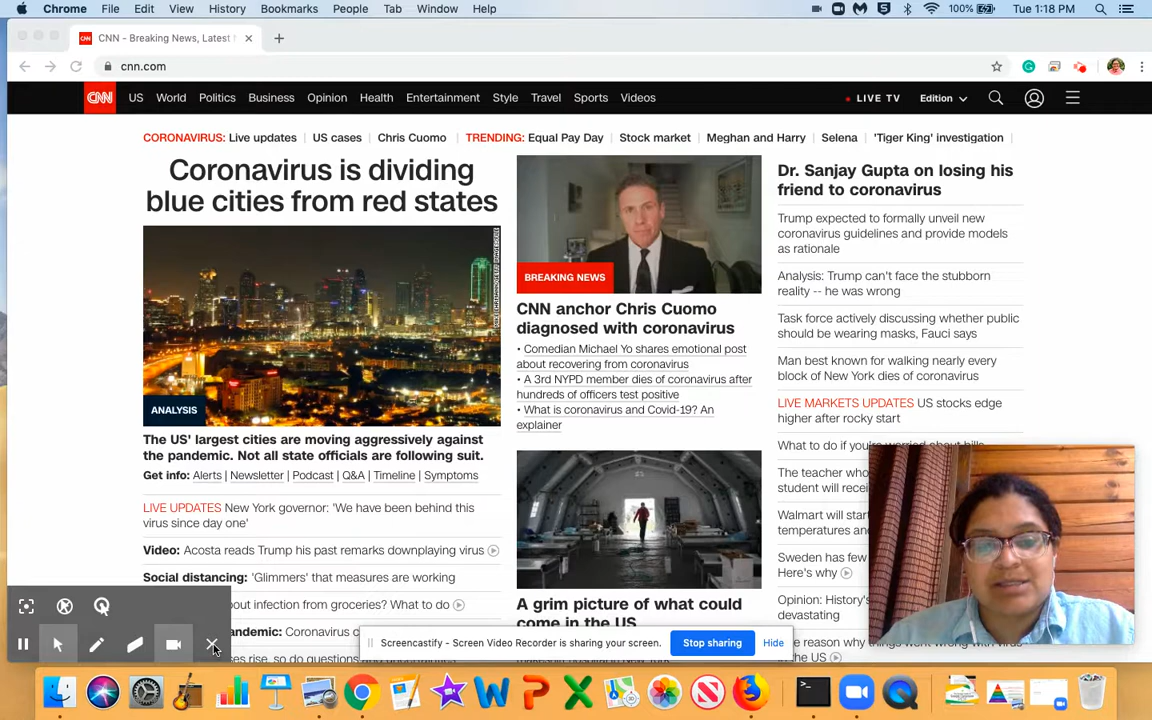 Chrome File Edit View History Bookmarks People Tab Window Help 100% Tue 1:18 PM
CNN - Breaking News, Latest
cnn.com
CNN US World Politics Business Opinion Health Entertainment Style Travel Sports Videos LIVE TV Edition
CORONAVIRUS: Live updates US cases Chris Cuomo TRENDING: Equal Pay Day Stock market Meghan and Harry Selena 'Tiger King' investigation
Coronavirus is dividing
blue cities from red states
ANALYSIS
The US' largest cities are moving aggressively against
the pandemic. Not all state officials are following suit.
Get info: Alerts | Newsletter | Podcast | Q&A | Timeline | Symptoms
LIVE UPDATES New York governor: 'We have been behind this
virus since day one'
Video: Acosta reads Trump his past remarks downplaying virus
Social distancing: 'Glimmers' that measures are working
out infection from groceries? What to do
ndemic: Coronavirus c
ses rise, so do questions
BREAKING NEWS
CNN anchor Chris Cuomo
diagnosed with coronavirus
• Comedian Michael Yo shares emotional post
about recovering from coronavirus
• A 3rd NYPD member dies of coronavirus after
hundreds of officers test positive
• What is coronavirus and Covid-19? An
explainer
A grim picture of what could
come in the US
Dr. Sanjay Gupta on losing his
friend to coronavirus
Trump expected to formally unveil new
coronavirus guidelines and provide models
as rationale
Analysis: Trump can't face the stubborn
reality -- he was wrong
Task force actively discussing whether public
should be wearing masks, Fauci says
Man best known for walking nearly every
block of New York dies of coronavirus
LIVE MARKETS UPDATES US stocks edge
higher after rocky start
What to do if you're worried about bills
The teacher who
student will recei
Walmart will start
temperatures an
Sweden has few
Here's why
Opinion: History's
devastating
e reason why
the US
Screencastify - Screen Video Recorder is sharing your screen. Stop sharing Hide